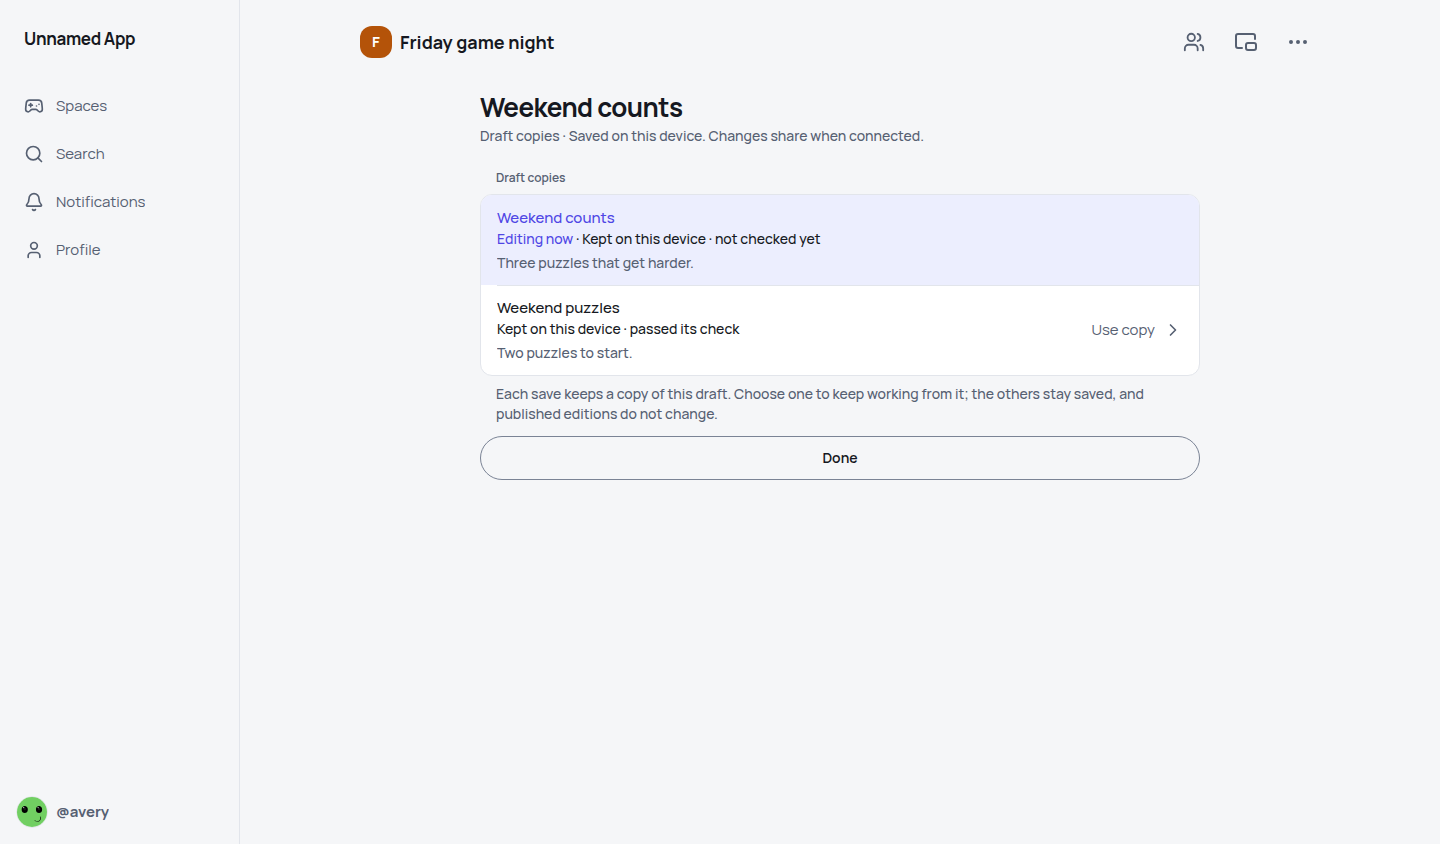 Unnamed App
Spaces
Search
Notifications
Profile
@avery
F
Friday game night
Weekend counts
Draft copies · Saved on this device. Changes share when connected.
Draft copies
Weekend counts
Editing now · Kept on this device · not checked yet
Three puzzles that get harder.
Weekend puzzles
Kept on this device · passed its check
Two puzzles to start.
Use copy
Each save keeps a copy of this draft. Choose one to keep working from it; the others stay saved, and
published editions do not change.
Done